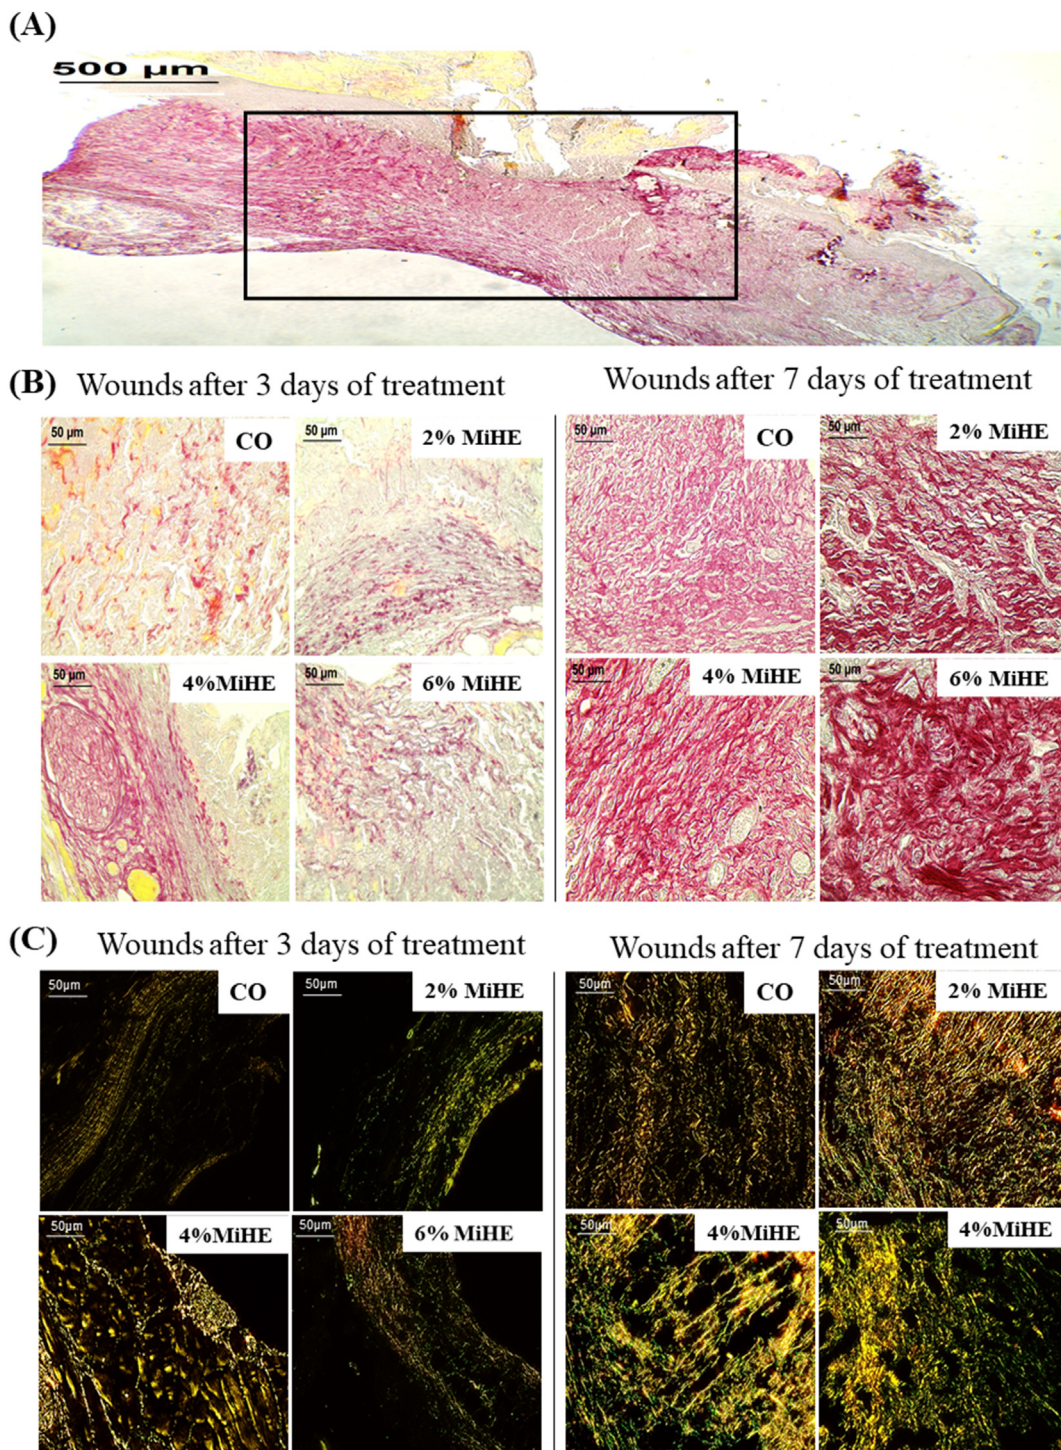 (A)
500 μm
(B) Wounds after 3 days of treatment
Wounds after 7 days of treatment
50 μm
CO
50 μm
2% MiHE
50 μm
CO
50 μm
2% MiHE
50 μm
4%MiHE
50 μm
6% MiHE
50 μm
4% MiHE
50 μm
6% MiHE
(C) Wounds after 3 days of treatment
Wounds after 7 days of treatment
50μm
CO
50μm
2% MiHE
50μm
CO
50μm
2% MiHE
50μm
4%MiHE
50μm
6% MiHE
50μm
4%MiHE
50μm
4%MiHE